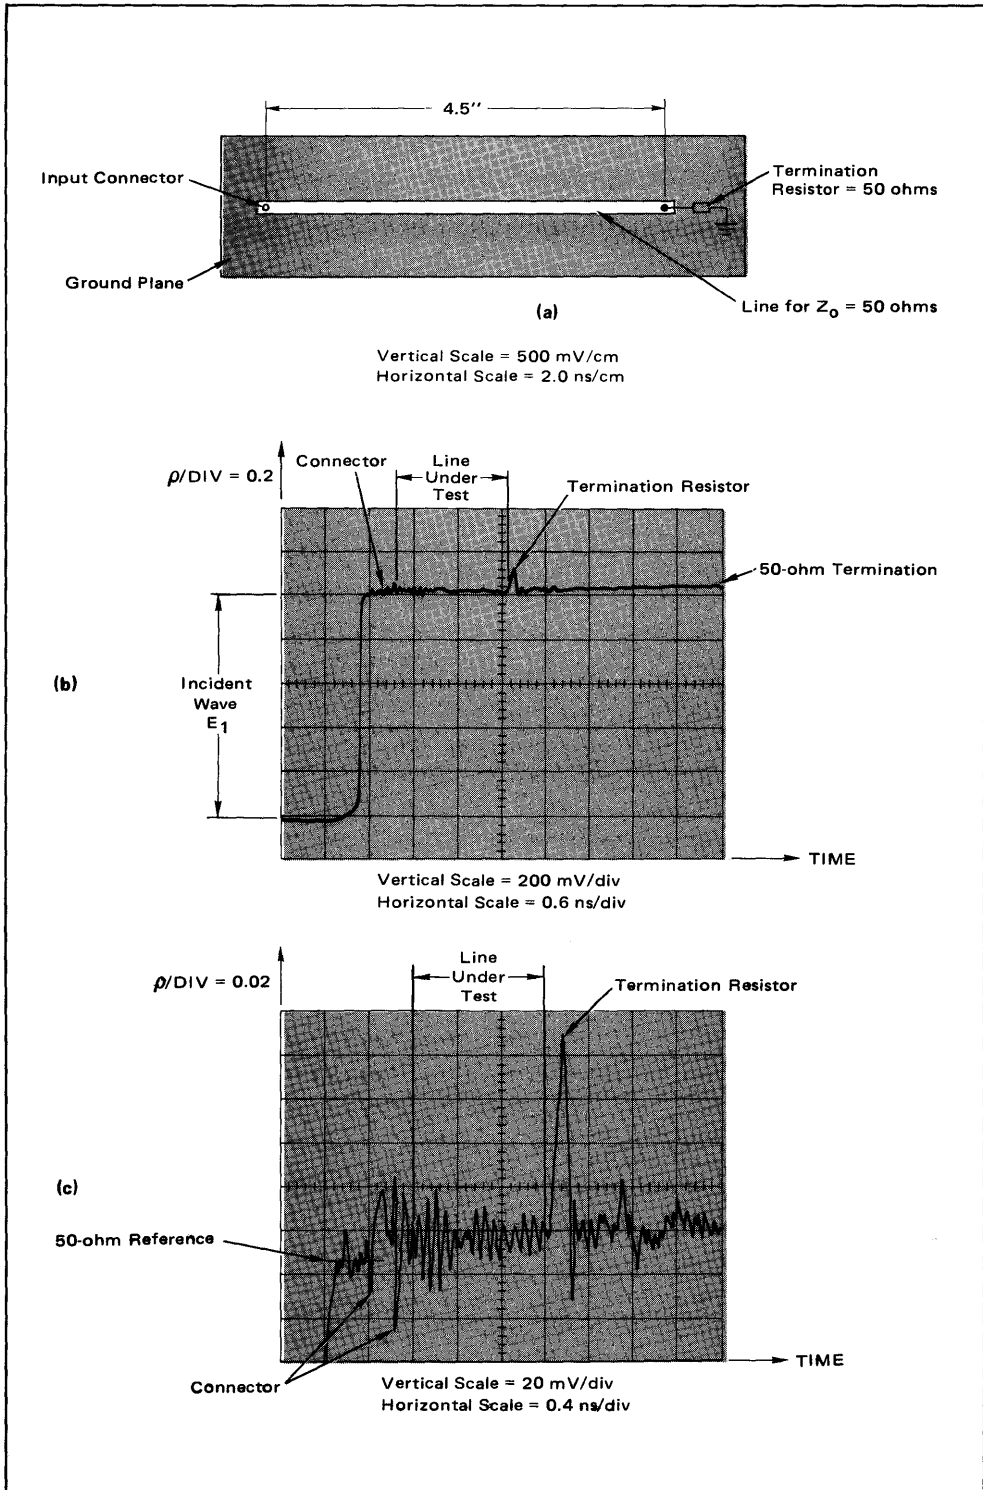 4.5''
Input Connector
Termination
Resistor = 50 ohms
Ground Plane
Line for Zo = 50 ohms
(a)
Vertical Scale = 500 mV/cm
Horizontal Scale = 2.0 ns/cm
ρ/DIV = 0.2
Connector
Line
Under
Test
Termination Resistor
50-ohm Termination
(b)
Incident
Wave
E1
TIME
Vertical Scale = 200 mV/div
Horizontal Scale = 0.6 ns/div
ρ/DIV = 0.02
Line
Under
Test
Termination Resistor
(c)
50-ohm Reference
Connector
TIME
Vertical Scale = 20 mV/div
Horizontal Scale = 0.4 ns/div